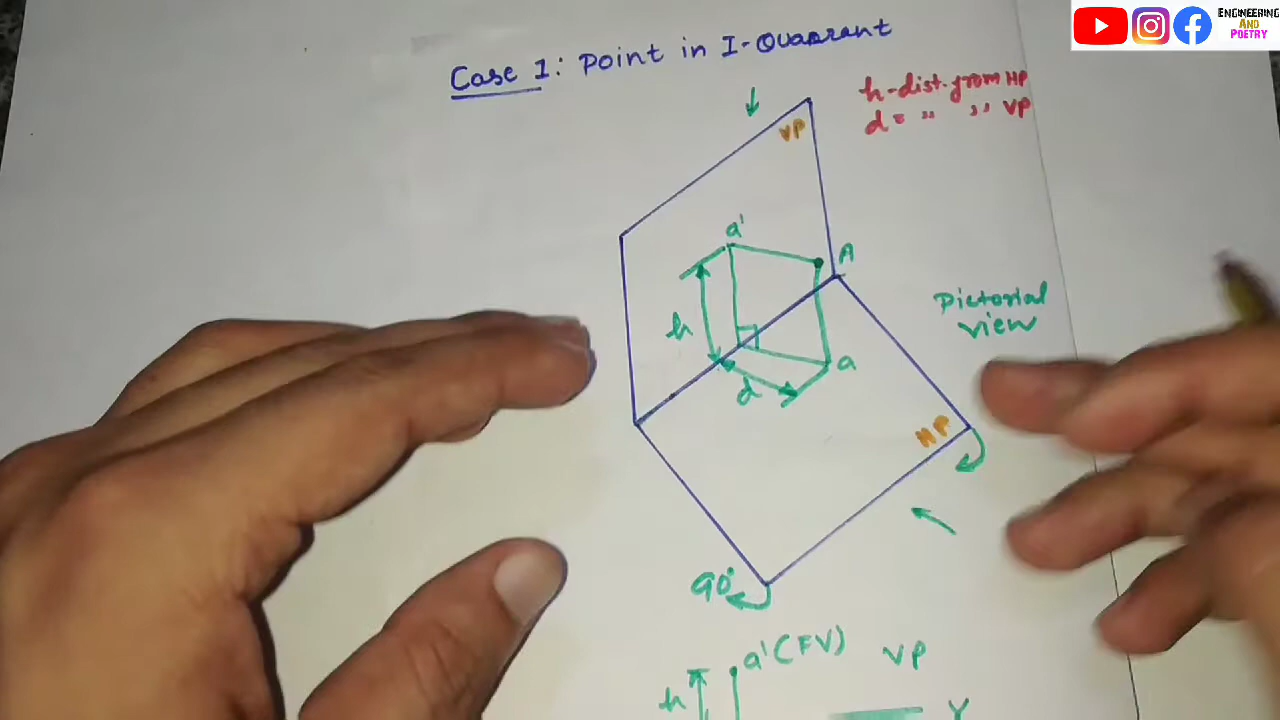 ENGINEERING
AND
POETRY
Case 1: Point in I-Quadrant
h-dist. from HP
d= " " VP
VP
a'
A
h
Pictorial
view
a
d
HP
90°
a'(FV)
VP
h
Y